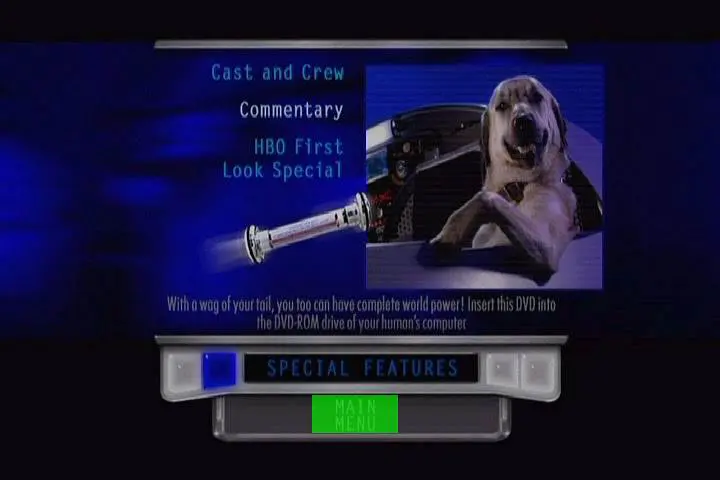 Cast and Crew
Commentary
HBO First
Look Special
With a wag of your tail, you too can have complete world power! Insert this DVD into
the DVD-ROM drive of your human's computer
SPECIAL FEATURES
MAIN
MENU